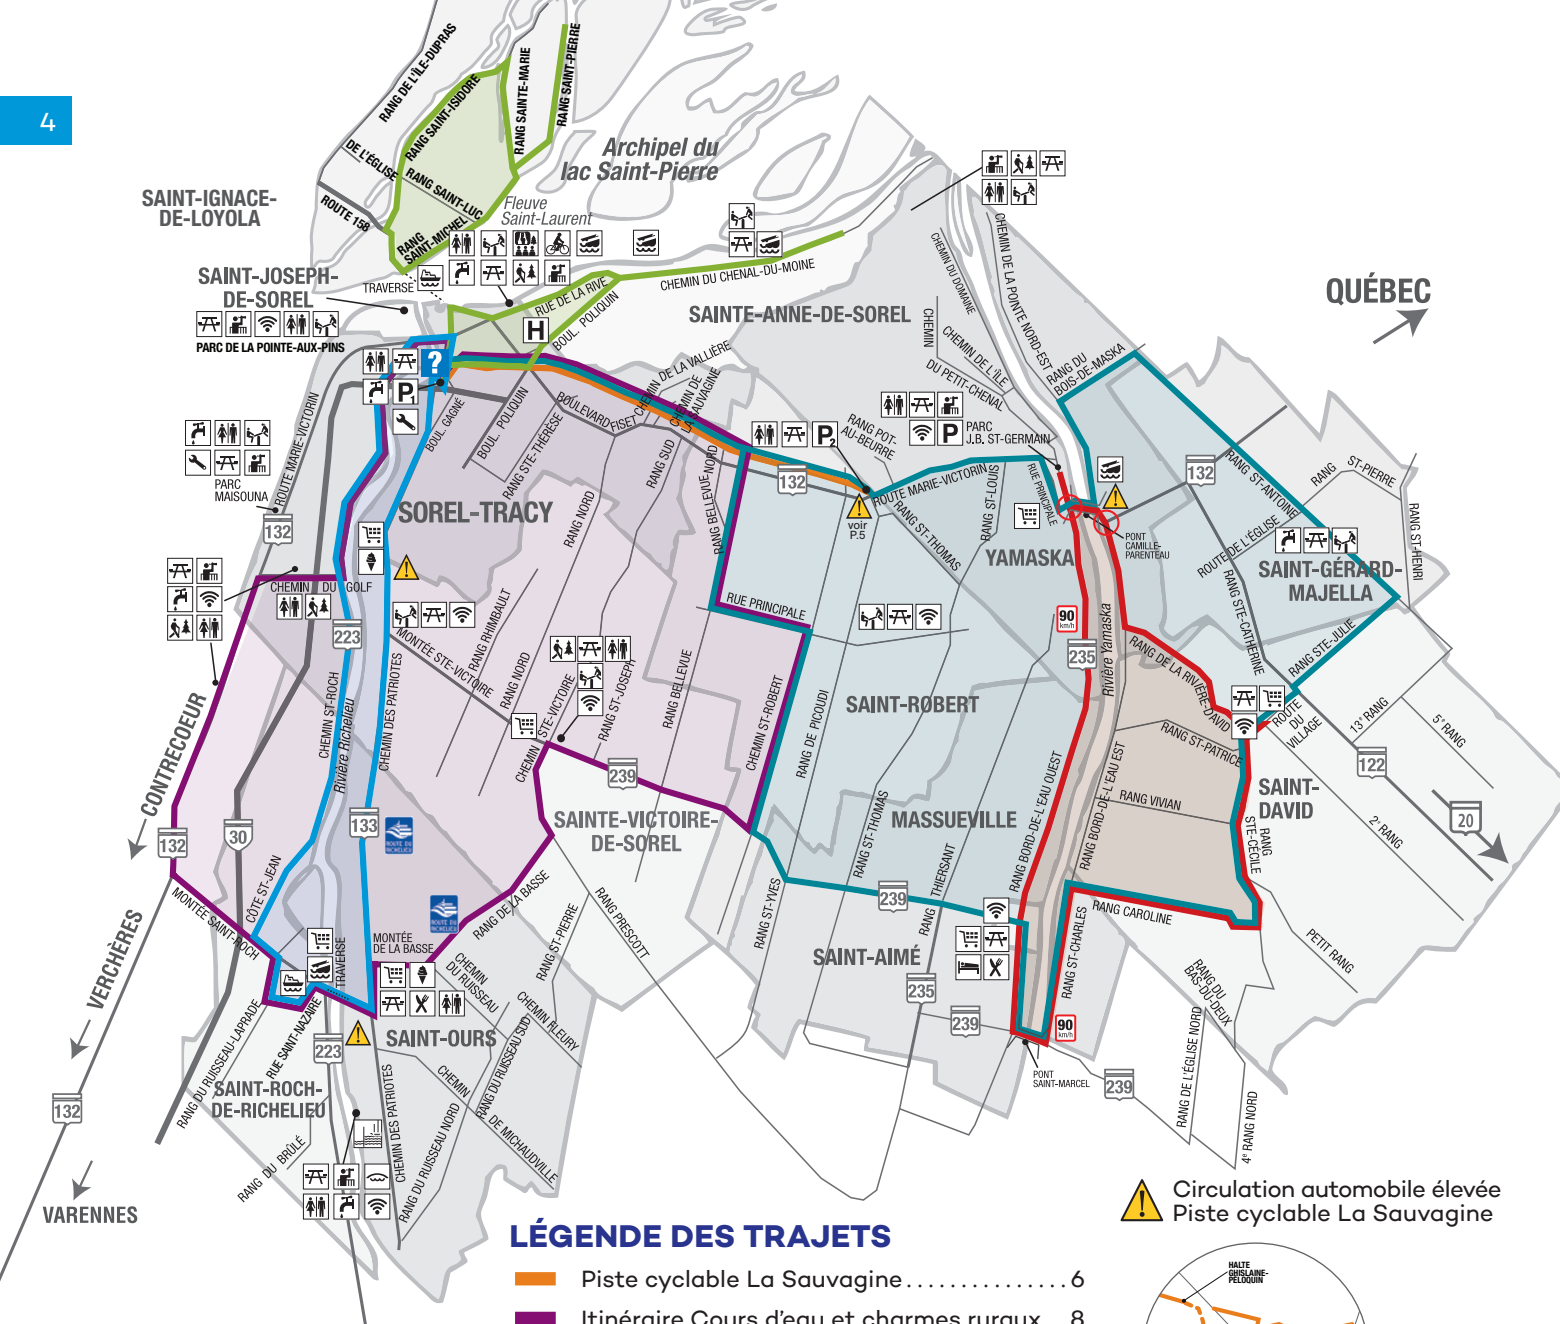 4
RANG DE L'ÎLE-DUPRAS
RANG SAINT-ISIDORE
RANG SAINTE-MARIE
RANG SAINT-PIERRE
DE L'ÉGLISE
RANG SAINT-LUC
ROUTE 158
RANG
SAINT-MICHEL
Archipel du
lac Saint-Pierre
Fleuve
Saint-Laurent
SAINT-IGNACE-
DE-LOYOLA
SAINT-JOSEPH-
DE-SOREL
PARC DE LA POINTE-AUX-PINS
TRAVERSE
RUE DE LA RIVE
BOUL. POLIQUIN
H
CHEMIN DU CHENAL-DU-MOINE
SAINTE-ANNE-DE-SOREL
CHEMIN DU DOMAINE
CHEMIN DE LA POINTE NORD-EST
CHEMIN
DU PETIT-CHENAL
CHEMIN DE L'ÎLE
RANG DU
BOIS-DE-MASKA
QUÉBEC
?
P1
ROUTE MARIE-VICTORIN
PARC
MAISOUNA
132
BOUL. GAGNÉ
BOUL. POLIQUIN
RANG STE-THÉRÈSE
BOULEVARD FISET
CHEMIN DE LA VALLIÈRE
CHEMIN DE
LA SAUVAGINE
RANG SUD
RANG NORD
RANG BELLEVUE-NORD
SOREL-TRACY
P2
132
voir
P.5
RANG POT-
AU-BEURRE
P
PARC
J.B. ST-GERMAIN
ROUTE MARIE-VICTORIN
RANG ST-LOUIS
RANG ST-THOMAS
RUE PRINCIPALE
YAMASKA
PONT
CAMILLE-
PARENTEAU
132
RANG ST-ANTOINE
RANG
ST-PIERRE
RANG ST-HENRI
ROUTE DE L'ÉGLISE
SAINT-GÉRARD-
MAJELLA
RANG STE-CATHERINE
RANG STE-JULIE
CHEMIN DU GOLF
223
MONTÉE STE-VICTOIRE
RANG RHIMBAULT
RANG NORD
CHEMIN STE-VICTOIRE
RANG ST-JOSEPH
RANG BELLEVUE
RUE PRINCIPALE
CHEMIN ST-ROBERT
RANG DE PICOUDI
SAINT-ROBERT
90
km/h
235
Rivière Yamaska
RANG DE LA RIVIÈRE-DAVID
RANG ST-PATRICE
ROUTE
DU
VILLAGE
13e RANG
5e RANG
122
2e RANG
20
SAINT-
DAVID
RANG VIVIAN
RANG
STE-CÉCILE
CONTRECOEUR
CHEMIN ST-ROCH
Rivière Richelieu
CHEMIN DES PATRIOTES
132
30
133
ROUTE DU
RICHELIEU
239
SAINTE-VICTOIRE-
DE-SOREL
MASSUEVILLE
RANG BORD-DE-L'EAU OUEST
RANG BORD-DE-L'EAU EST
RANG ST-THOMAS
RANG THIERSANT
239
RANG ST-YVES
CÔTE ST-JEAN
MONTÉE SAINT-ROCH
ROUTE DU
RICHELIEU
RANG DE LA BASSE
MONTÉE
DE LA BASSE
TRAVERSE
RANG PRESCOTT
RANG ST-PIERRE
CHEMIN
DU RUISSEAU
CHEMIN FLEURY
SAINT-AIMÉ
235
239
RANG ST-CHARLES
RANG CAROLINE
PETIT RANG
RANG DU
BAS-DU-DEUX
90
km/h
PONT
SAINT-MARCEL
239
RANG DE L'ÉGLISE NORD
4e RANG NORD
VERCHÈRES
132
VARENNES
RANG DU RUISSEAU-LAPRADE
RUE SAINT-NAZAIRE
223
SAINT-OURS
SAINT-ROCH-
DE-RICHELIEU
RANG DU BRÛLÉ
CHEMIN DES PATRIOTES
RANG DU RUISSEAU NORD
RANG DU RUISSEAU SUD
CHEMIN
DE MICHAUDVILLE
Circulation automobile élevée
Piste cyclable La Sauvagine
LÉGENDE DES TRAJETS
Piste cyclable La Sauvagine...............6
Itinéraire Cours d'eau et charmes ruraux 8
HALTE
GHISLAINE-
PÉLOQUIN